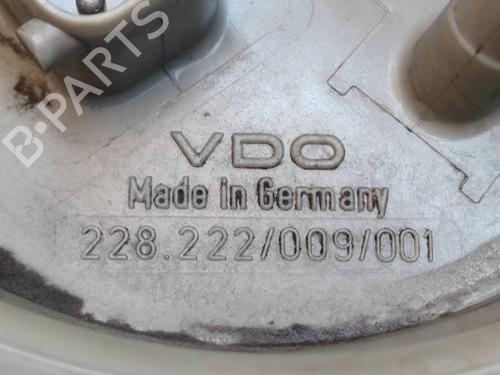 B-PARTS
VDO
Made in Germany
228.222/009/001